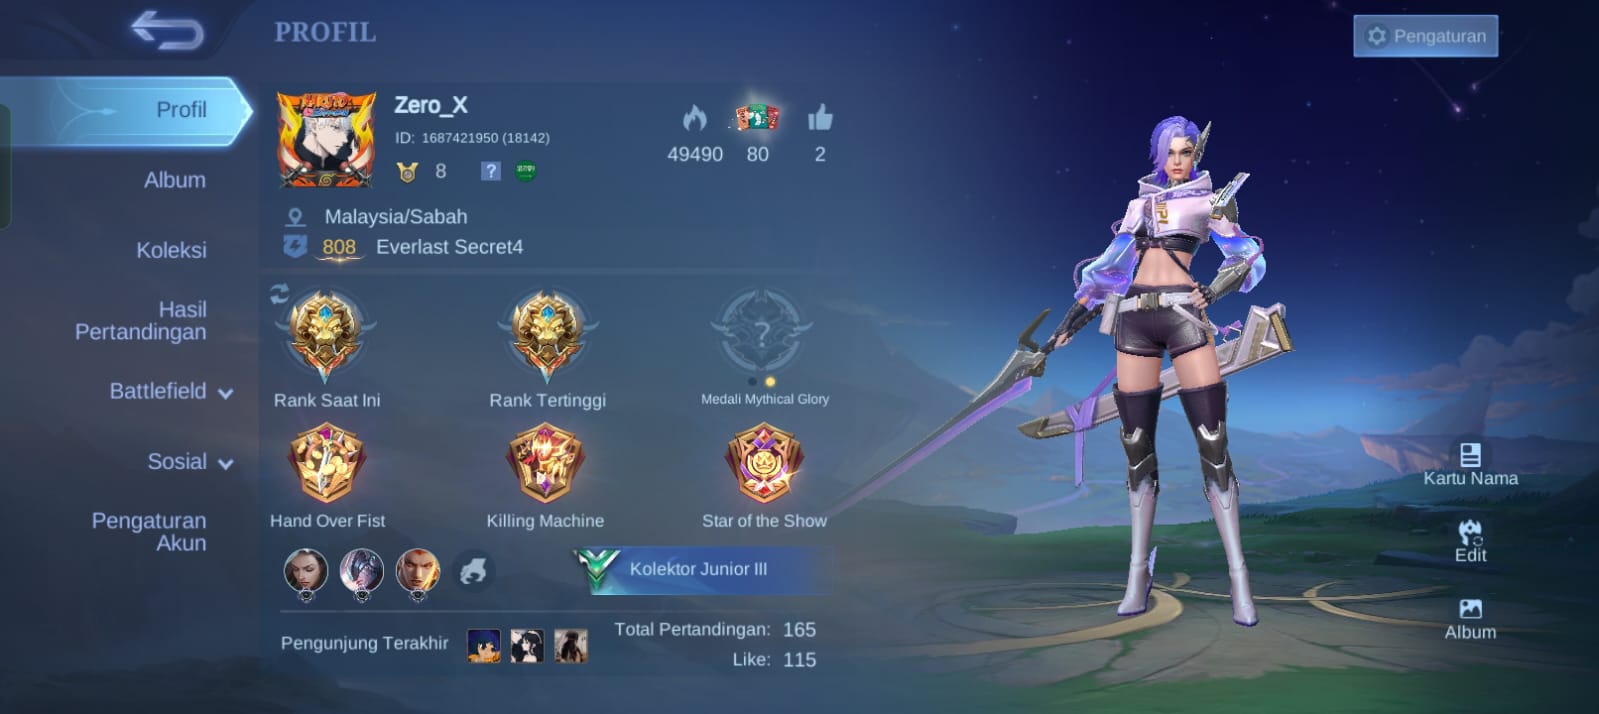 PROFIL
Pengaturan
Profil
Album
Koleksi
Hasil
Pertandingan
Battlefield
Sosial
Pengaturan
Akun
Zero_X
ID: 1687421950 (18142)
8
?
49490
80
2
Malaysia/Sabah
808 Everlast Secret4
?
Rank Saat Ini
Rank Tertinggi
Medali Mythical Glory
Hand Over Fist
Killing Machine
Star of the Show
Kolektor Junior III
Pengunjung Terakhir
Total Pertandingan: 165
Like: 115
Kartu Nama
Edit
Album